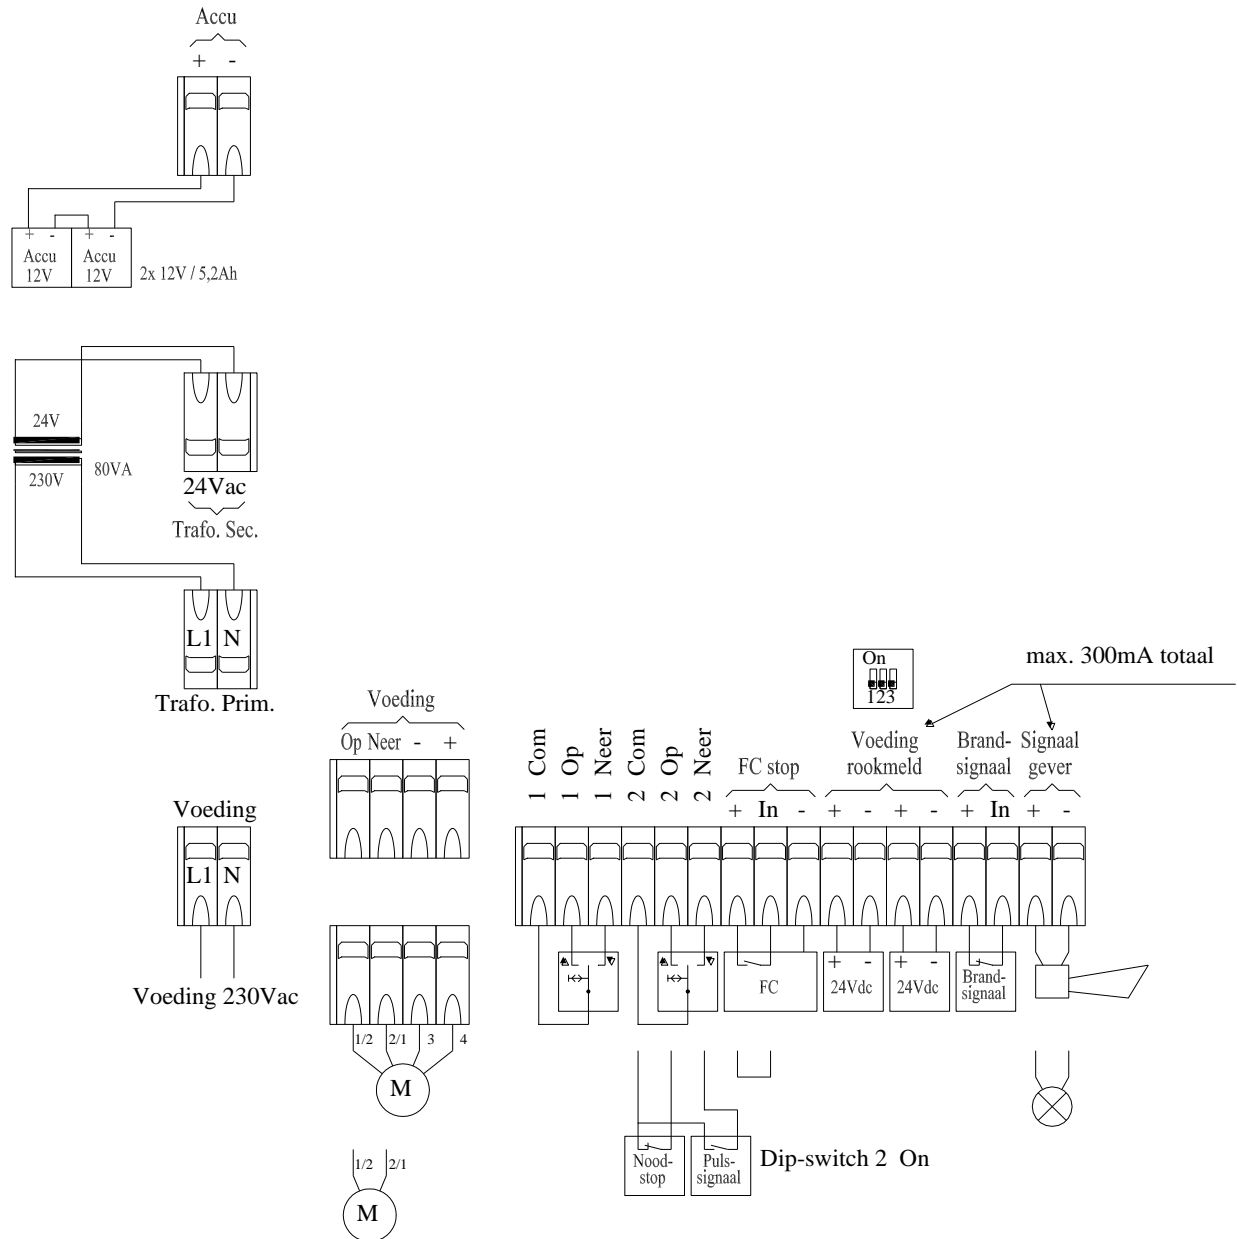 Accu
+ -
+ - + -
Accu Accu
12V 12V
2x 12V / 5,2Ah
24V
230V
80VA
24Vac
Trafo. Sec.
L1 N
Trafo. Prim.
Voeding
L1 N
Voeding 230Vac
Voeding
Op Neer - +
1/2 2/1 3 4
M
1/2 2/1
M
On
123
max. 300mA totaal
1 Com
1 Op
1 Neer
2 Com
2 Op
2 Neer
FC stop
+ In -
Voeding
rookmeld
+ - + -
Brand-
signaal
+ In
Signaal
gever
+ -
FC
+ -
24Vdc
+ -
24Vdc
Brand-
signaal
Nood-
stop
Puls-
signaal
Dip-switch 2 On